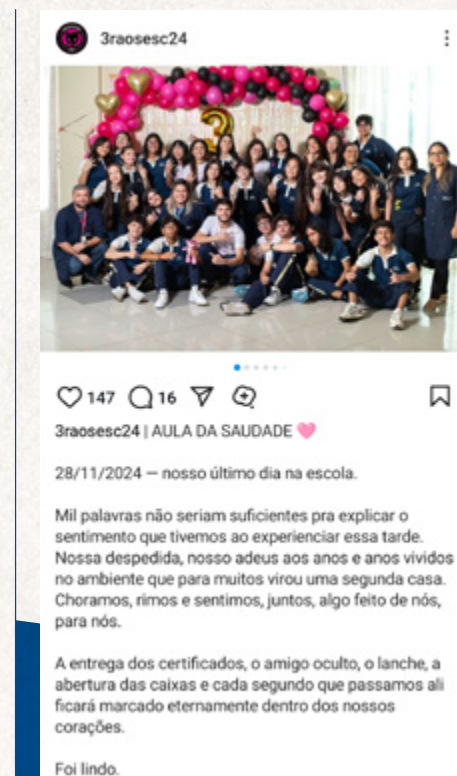 3raosesc24
3
147 16
3raosesc24 | AULA DA SAUDADE 🩷
28/11/2024 — nosso último dia na escola.
Mil palavras não seriam suficientes pra explicar o
sentimento que tivemos ao experienciar essa tarde.
Nossa despedida, nosso adeus aos anos e anos vividos
no ambiente que para muitos virou uma segunda casa.
Choramos, rimos e sentimos, juntos, algo feito de nós,
para nós.
A entrega dos certificados, o amigo oculto, o lanche, a
abertura das caixas e cada segundo que passamos ali
ficará marcado eternamente dentro dos nossos
corações.
Foi lindo.